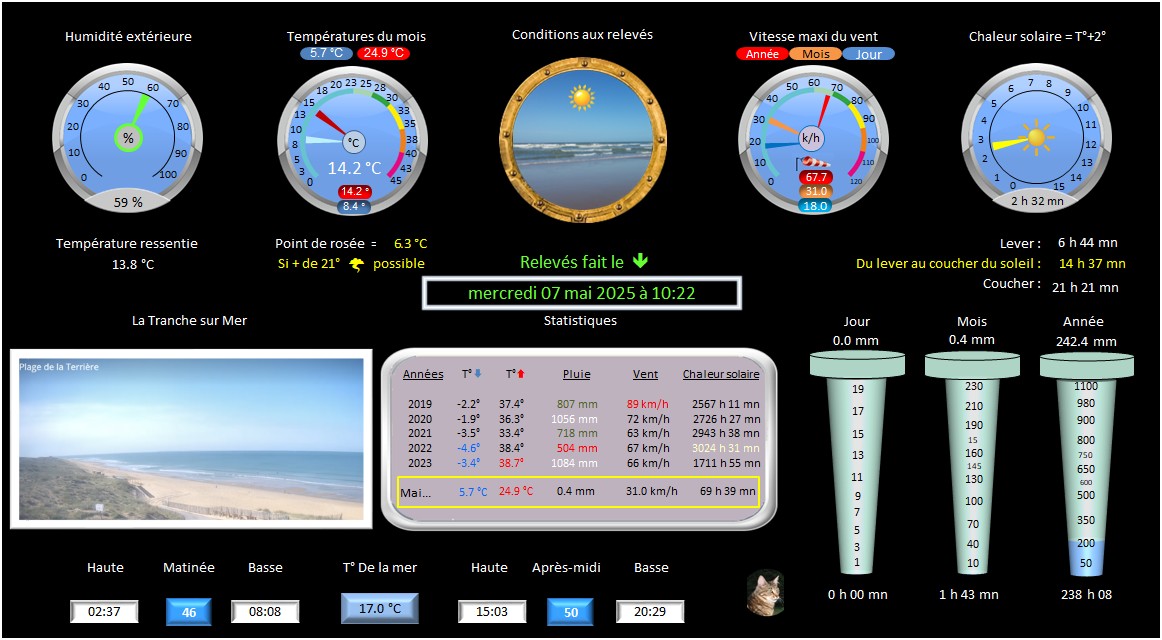 Humidité extérieure
Températures du mois
Conditions aux relevés
Vitesse maxi du vent
Chaleur solaire = T°+2°
5.7 °C 24.9 °C
Année Mois Jour
0 10 20 30 40 50 60 70 80 90 100
%
59 %
0 3 5 8 10 13 15 18 20 23 25 28 30 33 35 38 40 43 45
°C
14.2 °C
14.2 °
8.4 °
0 10 20 30 40 50 60 70 80 90 100 110 120
k/h
67.7
31.0
18.0
0 1 2 3 4 5 6 7 8 9 10 11 12 13 14 15
2 h 32 mn
Température ressentie
13.8 °C
Point de rosée = 6.3 °C
Si + de 21° possible
Relevés fait le
mercredi 07 mai 2025 à 10:22
Lever : 6 h 44 mn
Du lever au coucher du soleil : 14 h 37 mn
Coucher : 21 h 21 mn
La Tranche sur Mer
Plage de la Terrière
Statistiques
Années T° T° Pluie Vent Chaleur solaire
2019 -2.2° 37.4° 807 mm 89 km/h 2567 h 11 mn
2020 -1.9° 36.3° 1056 mm 72 km/h 2726 h 27 mn
2021 -3.5° 33.4° 718 mm 63 km/h 2943 h 38 mn
2022 -4.6° 38.4° 504 mm 67 km/h 3024 h 31 mn
2023 -3.4° 38.7° 1084 mm 66 km/h 1711 h 55 mn
Mai... 5.7 °C 24.9 °C 0.4 mm 31.0 km/h 69 h 39 mn
Jour
0.0 mm
19
17
15
13
11
9
7
5
3
1
0 h 00 mn
Mois
0.4 mm
230
210
190
15
160
145
130
100
70
40
10
1 h 43 mn
Année
242.4 mm
1100
980
900
800
750
650
600
500
350
200
50
238 h 08
Haute Matinée Basse
02:37 46 08:08
T° De la mer
17.0 °C
Haute Après-midi Basse
15:03 50 20:29